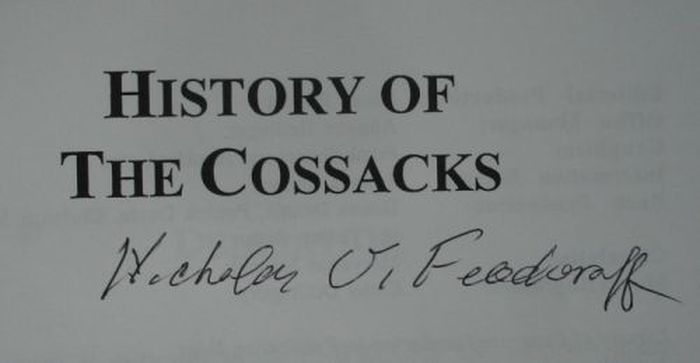 HISTORY OF
THE COSSACKS
Nicholas V. Feodoroff